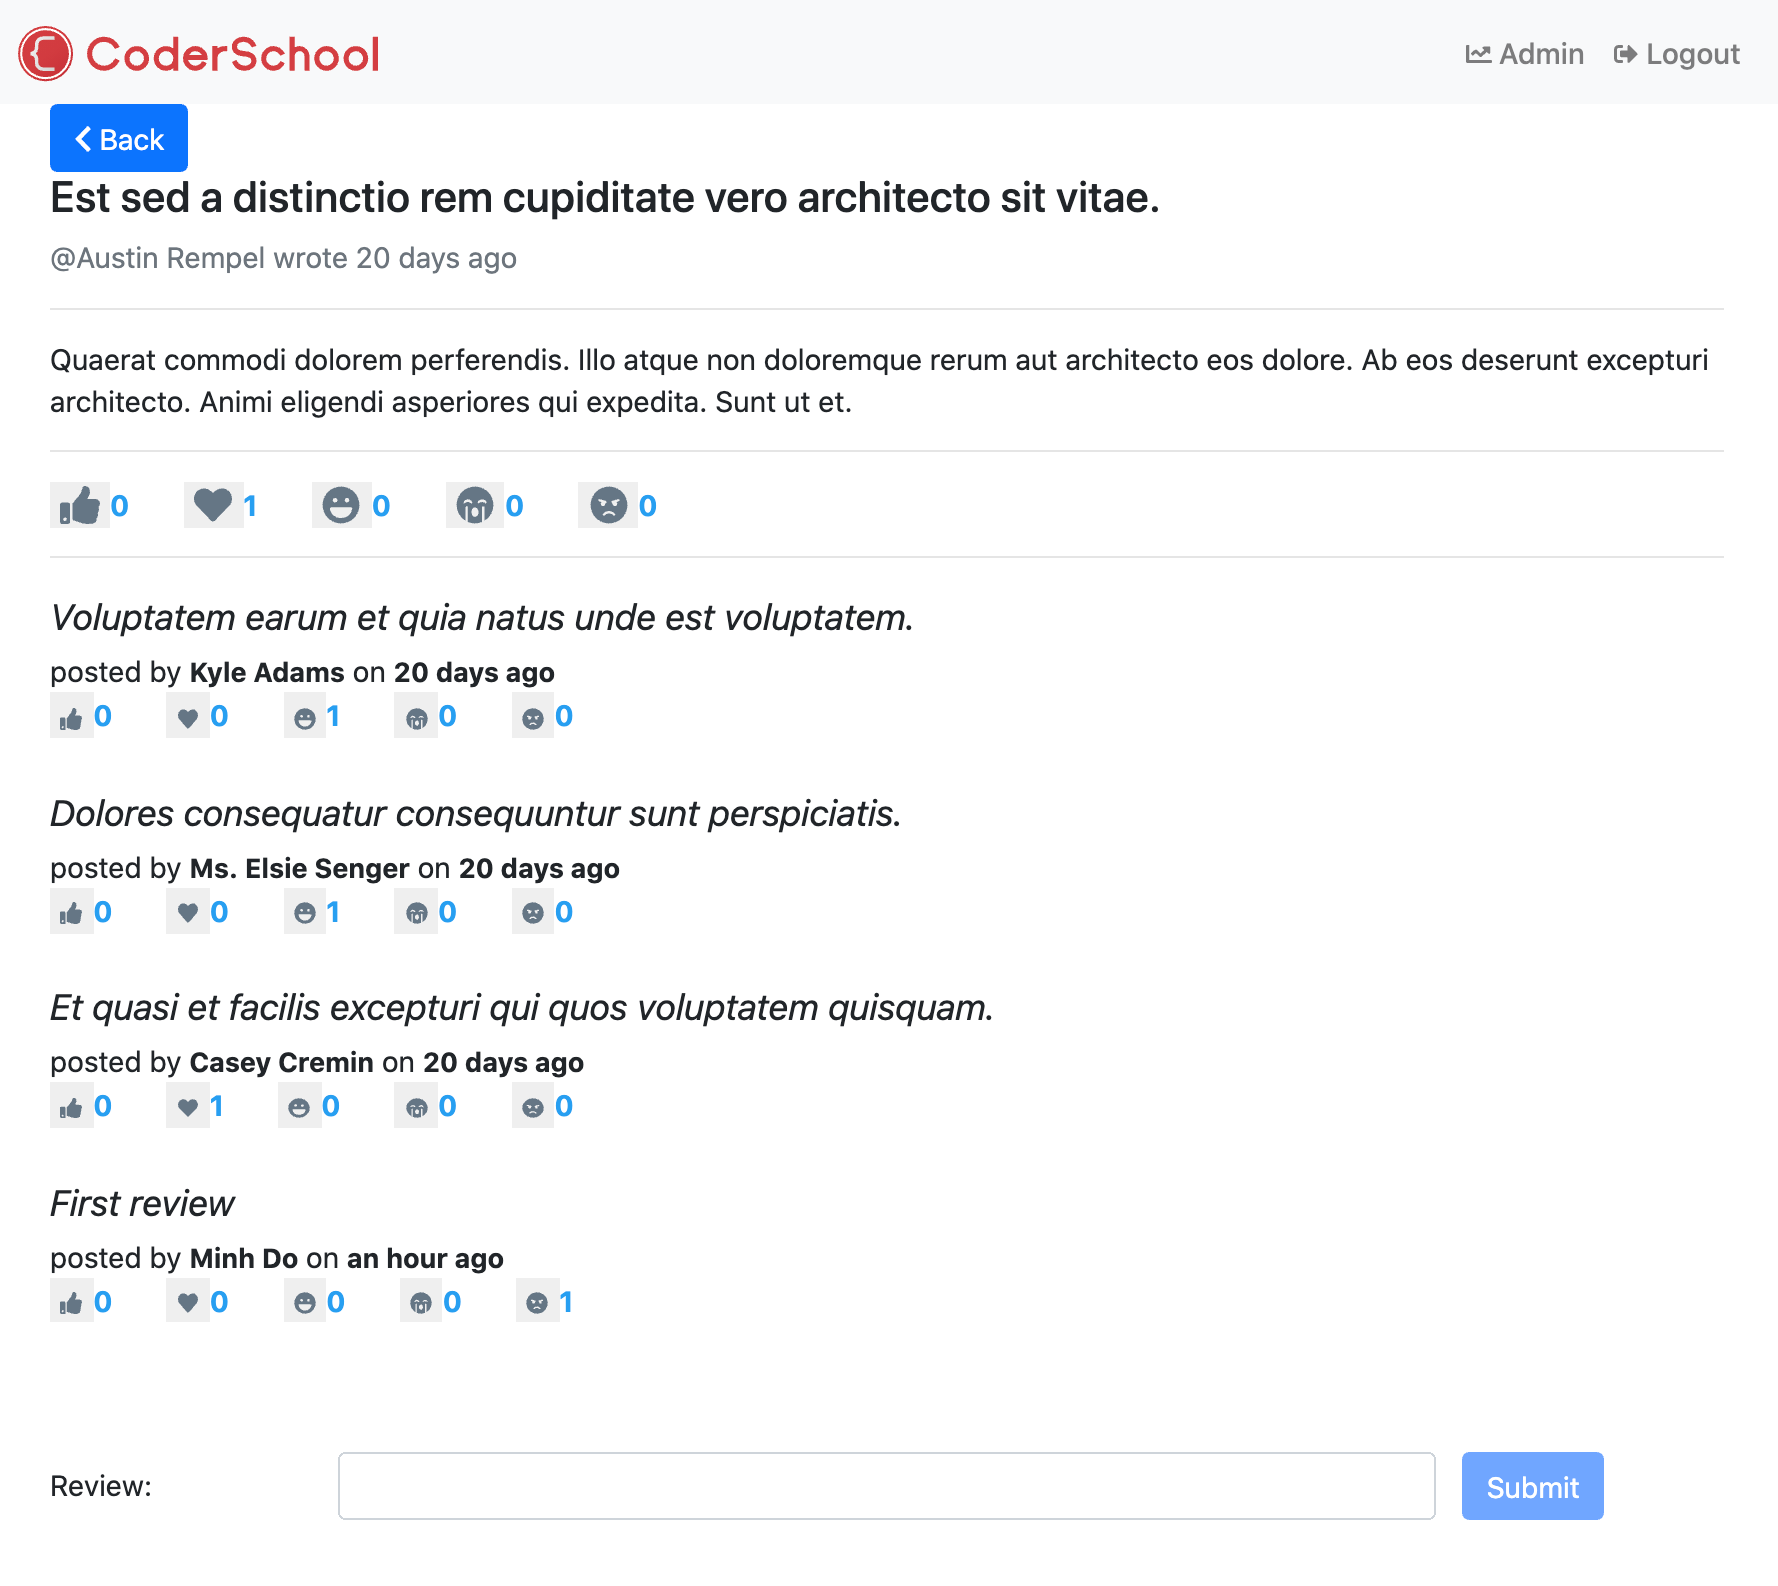 CoderSchool
Admin Logout
Back
Est sed a distinctio rem cupiditate vero architecto sit vitae.
@Austin Rempel wrote 20 days ago
Quaerat commodi dolorem perferendis. Illo atque non doloremque rerum aut architecto eos dolore. Ab eos deserunt excepturi
architecto. Animi eligendi asperiores qui expedita. Sunt ut et.
0 1 0 0 0
Voluptatem earum et quia natus unde est voluptatem.
posted by Kyle Adams on 20 days ago
0 0 1 0 0
Dolores consequatur consequuntur sunt perspiciatis.
posted by Ms. Elsie Senger on 20 days ago
0 0 1 0 0
Et quasi et facilis excepturi qui quos voluptatem quisquam.
posted by Casey Cremin on 20 days ago
0 1 0 0 0
First review
posted by Minh Do on an hour ago
0 0 0 0 1
Review:
Submit